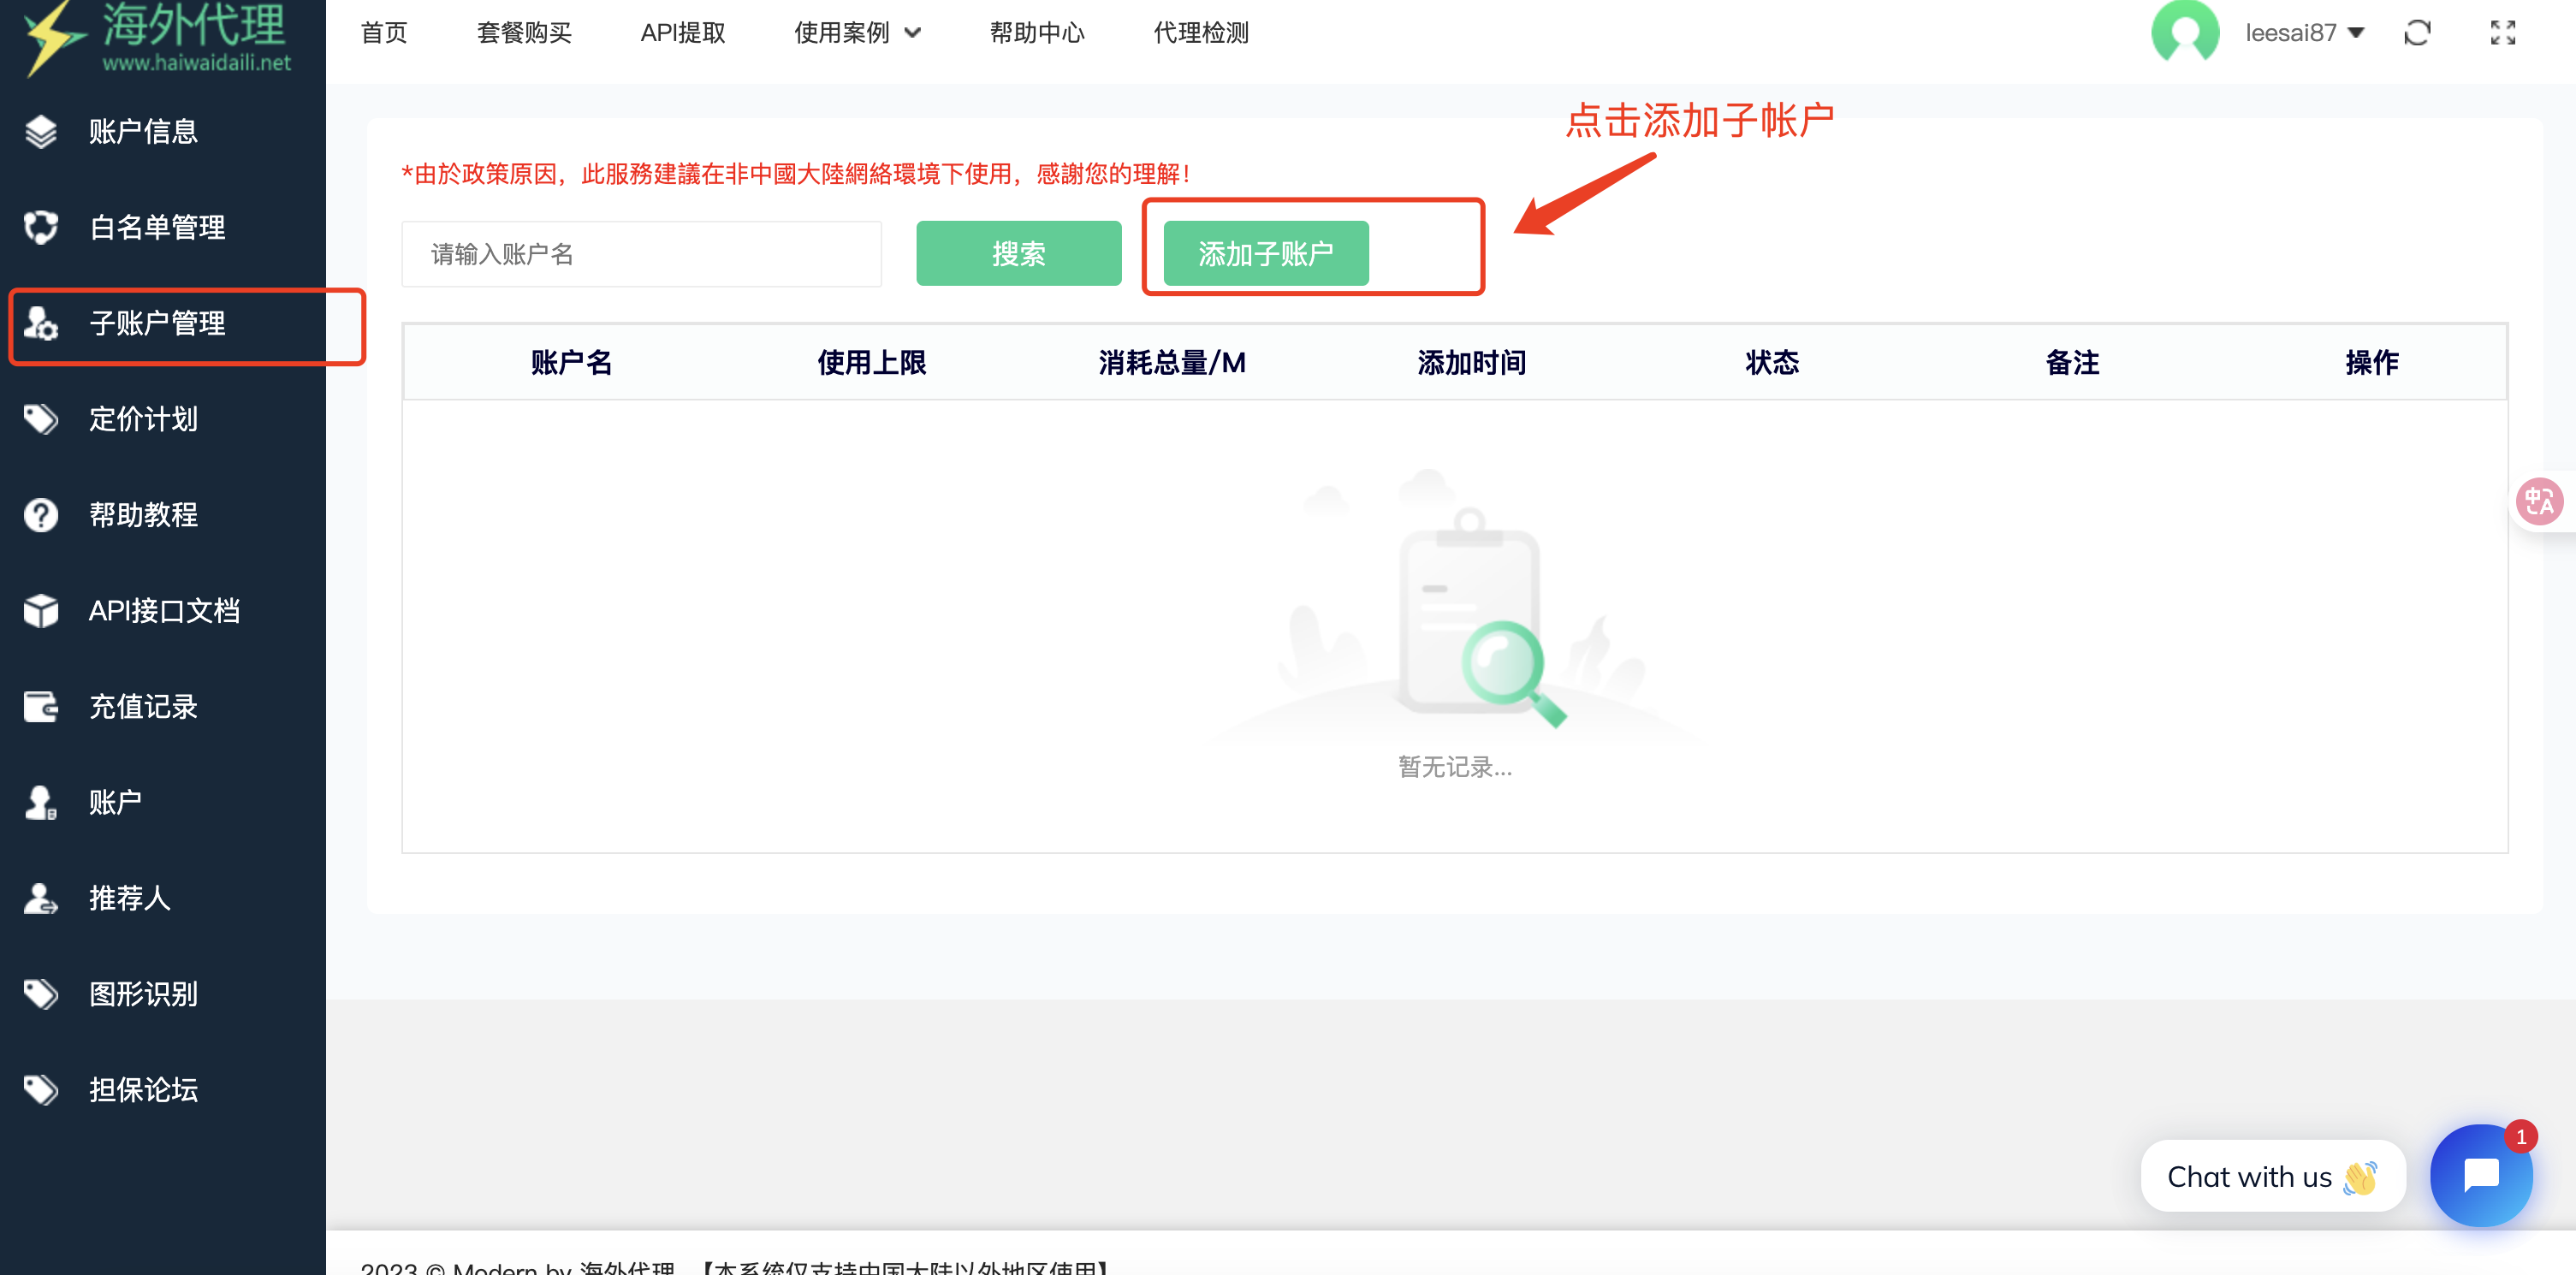 海外代理
www.haiwaidaili.net
首页 套餐购买 API提取 使用案例 帮助中心 代理检测 leesai87
账户信息
白名单管理
子账户管理
定价计划
帮助教程
API接口文档
充值记录
账户
推荐人
图形识别
担保论坛
点击添加子帐户
*由於政策原因，此服務建議在非中國大陸網絡環境下使用，感謝您的理解！
请输入账户名 搜索 添加子账户
账户名 使用上限 消耗总量/M 添加时间 状态 备注 操作
中A
暂无记录...
1
Chat with us 👋
2023 © Modern by 海外代理 【本系统仅支持中国大陆以外地区使用】